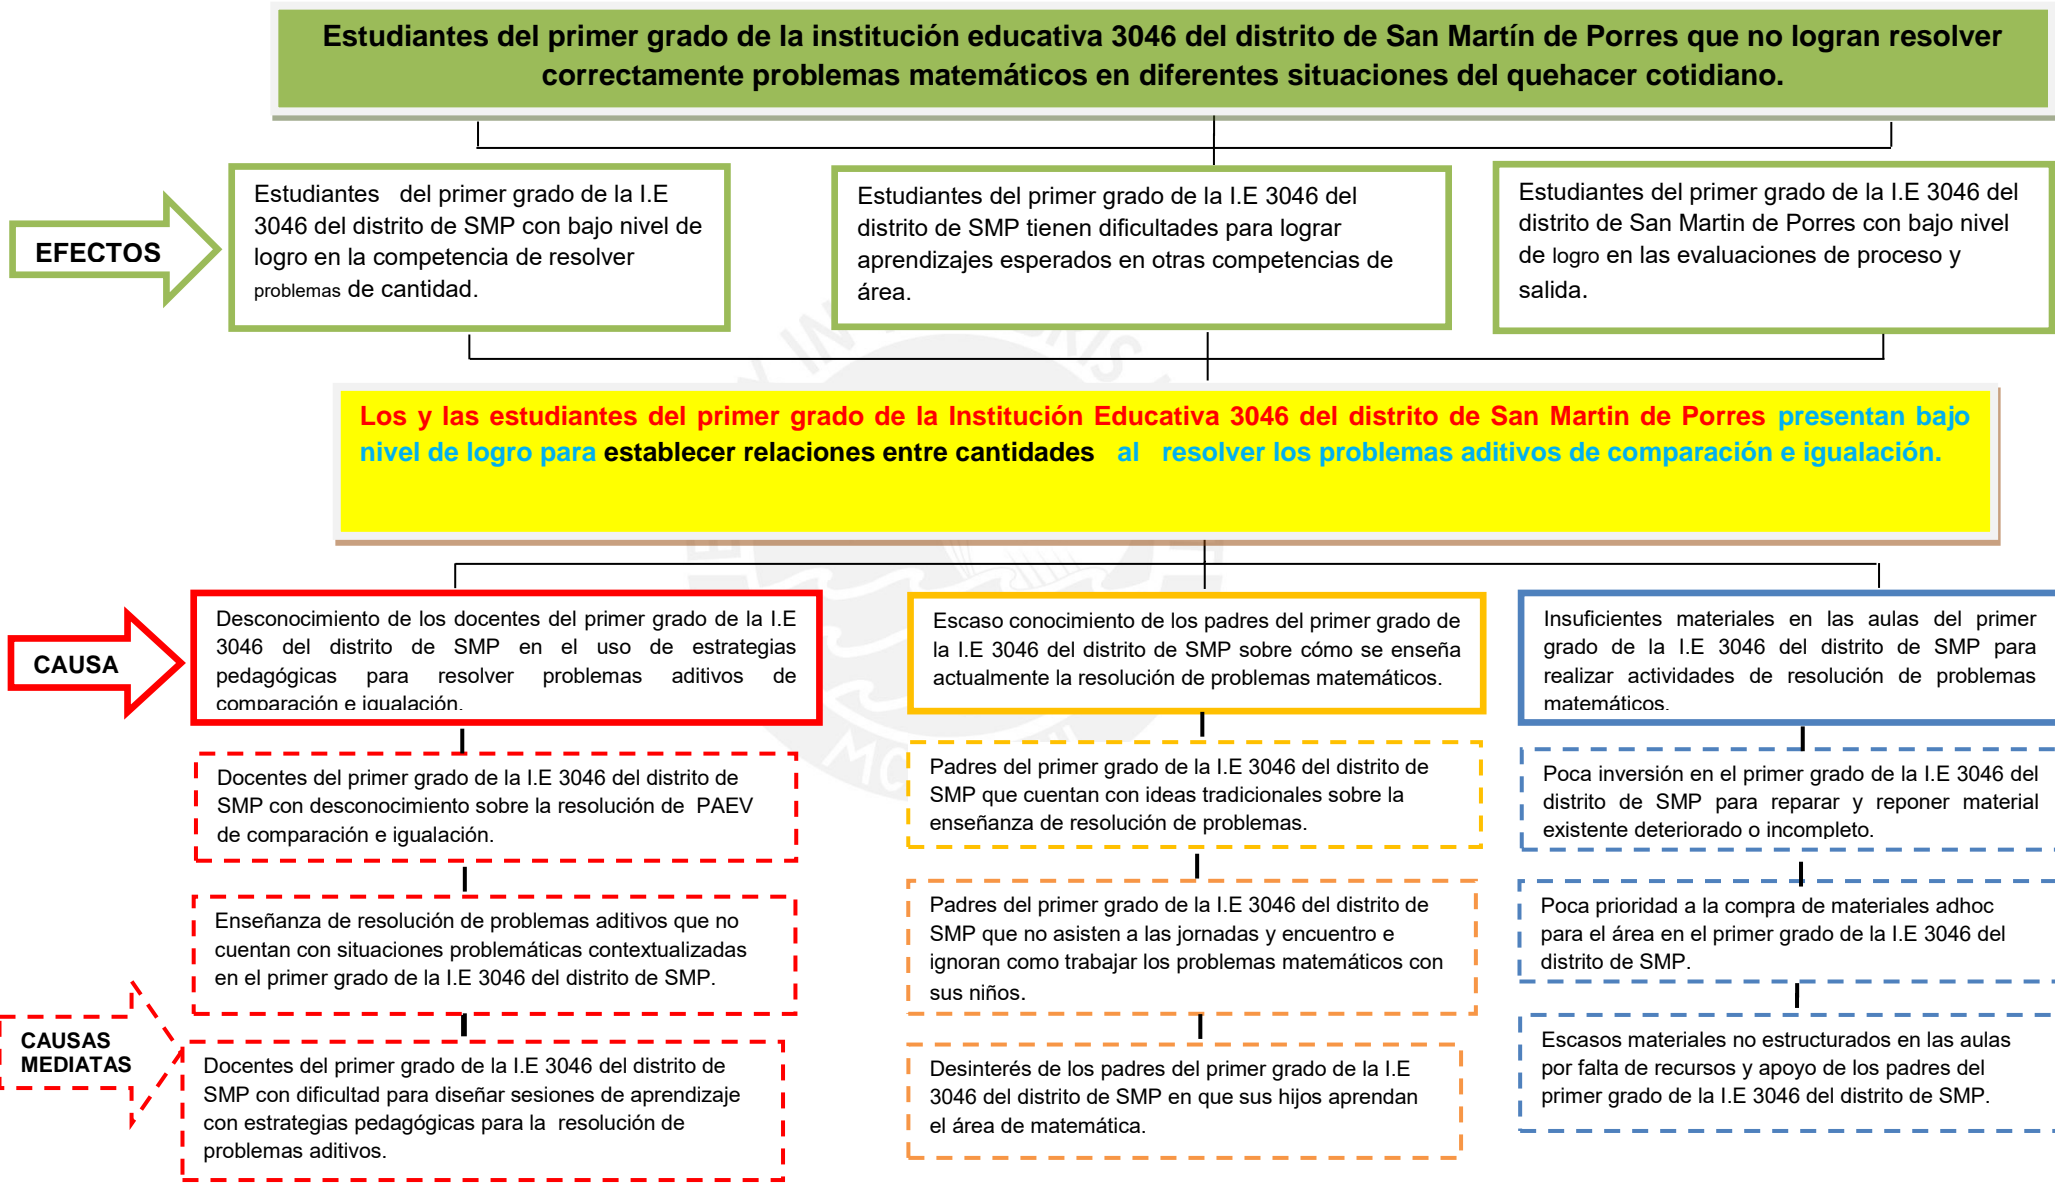 Estudiantes del primer grado de la institución educativa 3046 del distrito de San Martín de Porres que no logran resolver
correctamente problemas matemáticos en diferentes situaciones del quehacer cotidiano.
EFECTOS
Estudiantes del primer grado de la I.E
3046 del distrito de SMP con bajo nivel de
logro en la competencia de resolver
problemas de cantidad.
Estudiantes del primer grado de la I.E 3046 del
distrito de SMP tienen dificultades para lograr
aprendizajes esperados en otras competencias de
área.
Estudiantes del primer grado de la I.E 3046 del
distrito de San Martin de Porres con bajo nivel
de logro en las evaluaciones de proceso y
salida.
Los y las estudiantes del primer grado de la Institución Educativa 3046 del distrito de San Martin de Porres presentan bajo
nivel de logro para establecer relaciones entre cantidades al resolver los problemas aditivos de comparación e igualación.
CAUSA
Desconocimiento de los docentes del primer grado de la I.E
3046 del distrito de SMP en el uso de estrategias
pedagógicas para resolver problemas aditivos de
comparación e igualación.
Escaso conocimiento de los padres del primer grado de
la I.E 3046 del distrito de SMP sobre cómo se enseña
actualmente la resolución de problemas matemáticos.
Insuficientes materiales en las aulas del primer
grado de la I.E 3046 del distrito de SMP para
realizar actividades de resolución de problemas
matemáticos.
Docentes del primer grado de la I.E 3046 del distrito de
SMP con desconocimiento sobre la resolución de PAEV
de comparación e igualación.
Padres del primer grado de la I.E 3046 del distrito de
SMP que cuentan con ideas tradicionales sobre la
enseñanza de resolución de problemas.
Poca inversión en el primer grado de la I.E 3046 del
distrito de SMP para reparar y reponer material
existente deteriorado o incompleto.
Enseñanza de resolución de problemas aditivos que no
cuentan con situaciones problemáticas contextualizadas
en el primer grado de la I.E 3046 del distrito de SMP.
Padres del primer grado de la I.E 3046 del distrito de
SMP que no asisten a las jornadas y encuentro e
ignoran como trabajar los problemas matemáticos con
sus niños.
Poca prioridad a la compra de materiales adhoc
para el área en el primer grado de la I.E 3046 del
distrito de SMP.
CAUSAS
MEDIATAS
Docentes del primer grado de la I.E 3046 del distrito de
SMP con dificultad para diseñar sesiones de aprendizaje
con estrategias pedagógicas para la resolución de
problemas aditivos.
Desinterés de los padres del primer grado de la I.E
3046 del distrito de SMP en que sus hijos aprendan
el área de matemática.
Escasos materiales no estructurados en las aulas
por falta de recursos y apoyo de los padres del
primer grado de la I.E 3046 del distrito de SMP.